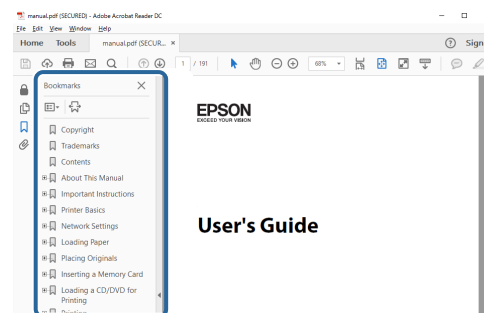 manual.pdf (SECURED) - Adobe Acrobat Reader DC
File Edit View Window Help
Home Tools manual.pdf (SECUR... ×
Sign
1 / 191 68%
Bookmarks
EPSON
EXCEED YOUR VISION
Copyright
Trademarks
Contents
About This Manual
Important Instructions
Printer Basics
Network Settings
User's Guide
Loading Paper
Placing Originals
Inserting a Memory Card
Loading a CD/DVD for
Printing
Printing